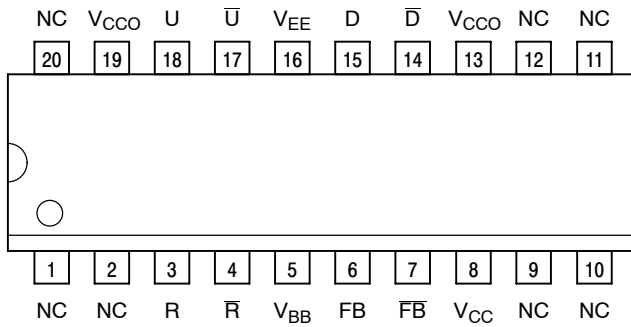 NC V_CCO U U̅ V_EE D D̅ V_CCO NC NC
20 19 18 17 16 15 14 13 12 11
1 2 3 4 5 6 7 8 9 10
NC NC R R̅ V_BB FB F̅B̅ V_CC NC NC